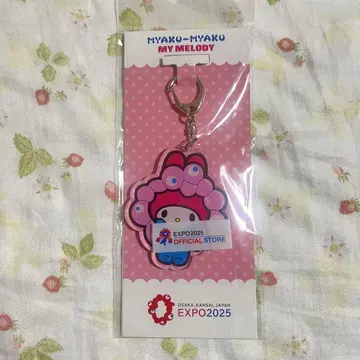 MYAKU-MYAKU
MY MELODY
EXPO2025
OFFICIAL STORE
OSAKA, KANSAI, JAPAN
EXPO2025